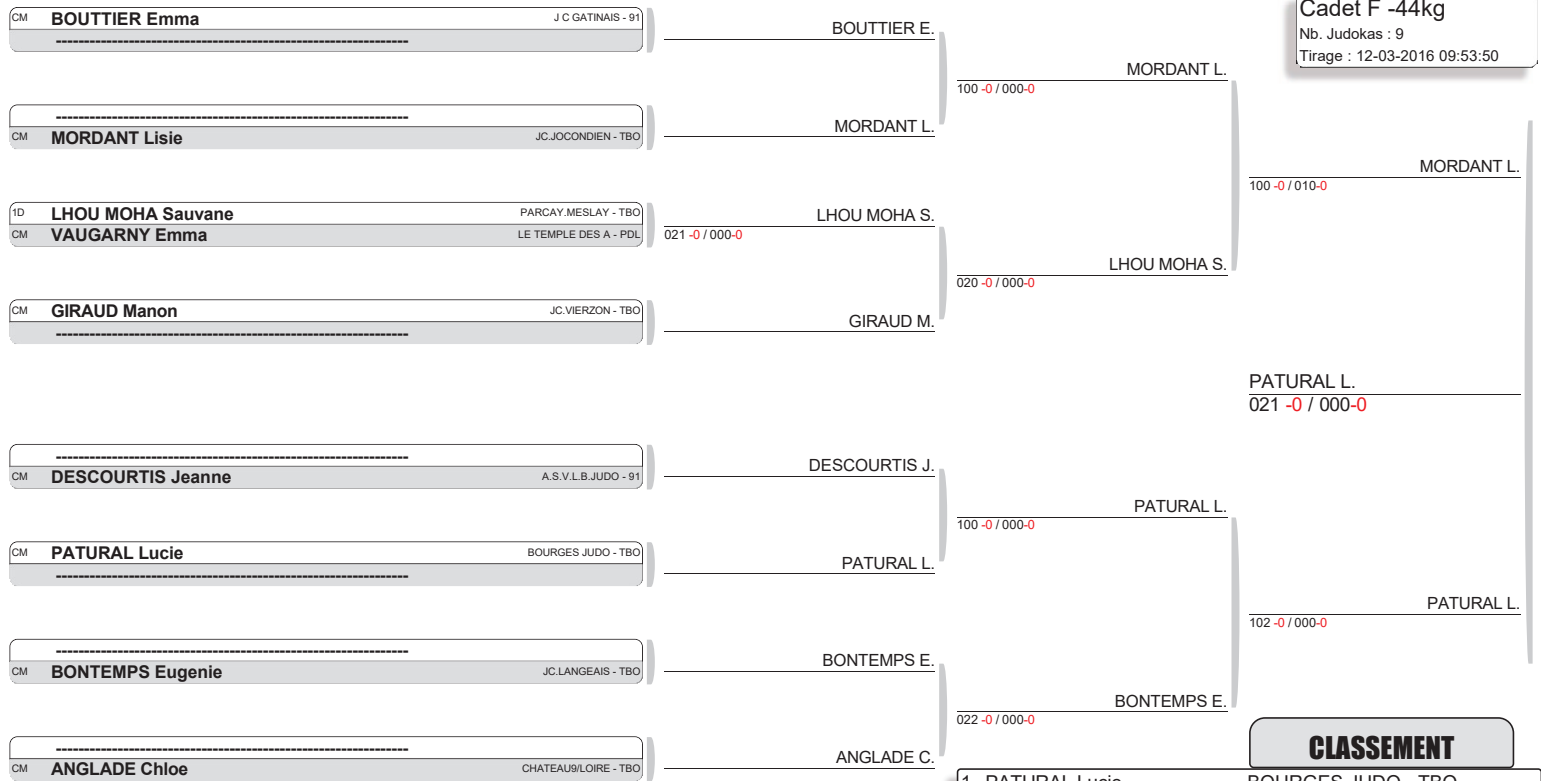 Cadet F -44kg
Nb. Judokas : 9
Tirage : 12-03-2016 09:53:50
CM BOUTTIER Emma J C GATINAIS - 91
----------------------------------------------------------------
BOUTTIER E.
MORDANT L.
100 -0 / 000-0
----------------------------------------------------------------
CM MORDANT Lisie JC.JOCONDIEN - TBO
MORDANT L.
MORDANT L.
100 -0 / 010-0
1D LHOU MOHA Sauvane PARCAY.MESLAY - TBO
CM VAUGARNY Emma LE TEMPLE DES A - PDL
LHOU MOHA S.
021 -0 / 000-0
LHOU MOHA S.
020 -0 / 000-0
CM GIRAUD Manon JC.VIERZON - TBO
----------------------------------------------------------------
GIRAUD M.
PATURAL L.
021 -0 / 000-0
----------------------------------------------------------------
CM DESCOURTIS Jeanne A.S.V.L.B.JUDO - 91
DESCOURTIS J.
PATURAL L.
100 -0 / 000-0
CM PATURAL Lucie BOURGES JUDO - TBO
----------------------------------------------------------------
PATURAL L.
PATURAL L.
102 -0 / 000-0
----------------------------------------------------------------
CM BONTEMPS Eugenie JC.LANGEAIS - TBO
BONTEMPS E.
BONTEMPS E.
022 -0 / 000-0
----------------------------------------------------------------
CM ANGLADE Chloe CHATEAU9/LOIRE - TBO
ANGLADE C.
CLASSEMENT
1 PATURAL Lucie BOURGES JUDO - TBO